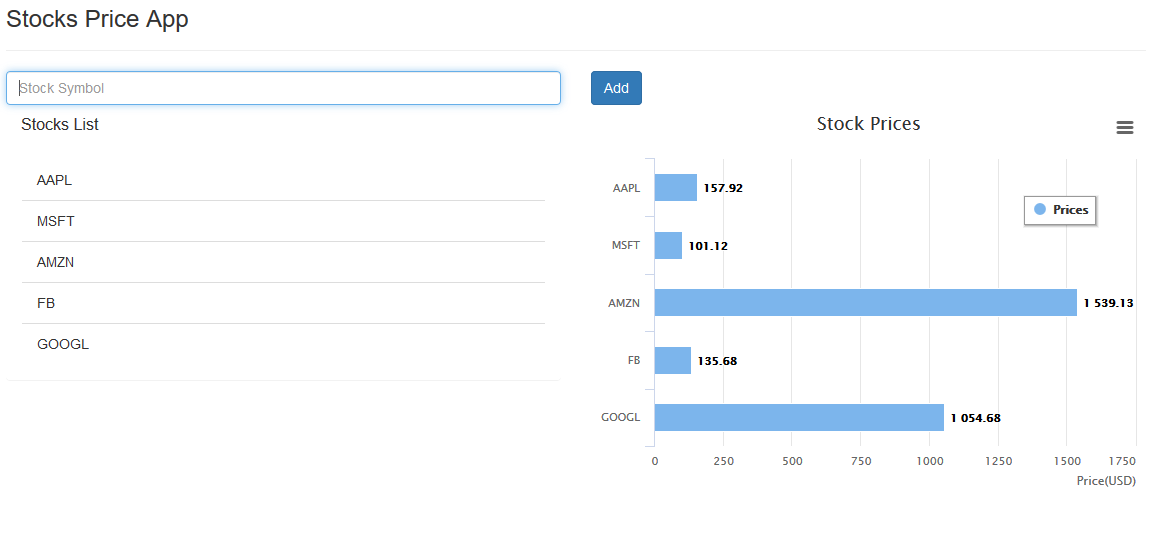 Stocks Price App
Stock Symbol
Add
Stocks List
AAPL
MSFT
AMZN
FB
GOOGL
Stock Prices
AAPL 157.92
Prices
MSFT 101.12
AMZN 1 539.13
FB 135.68
GOOGL 1 054.68
0 250 500 750 1000 1250 1500 1750
Price(USD)